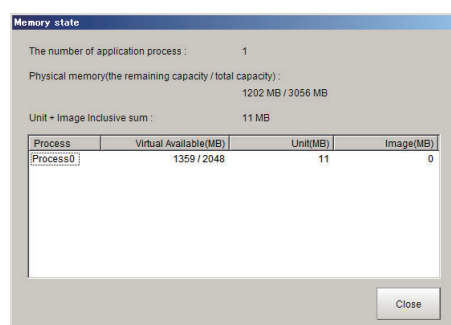 Memory state
The number of application process : 1
Physical memory(the remaining capacity / total capacity) :
1202 MB / 3056 MB
Unit + Image Inclusive sum : 11 MB
Process Virtual Available(MB) Unit(MB) Image(MB)
Process0 1359 / 2048 11 0
Close